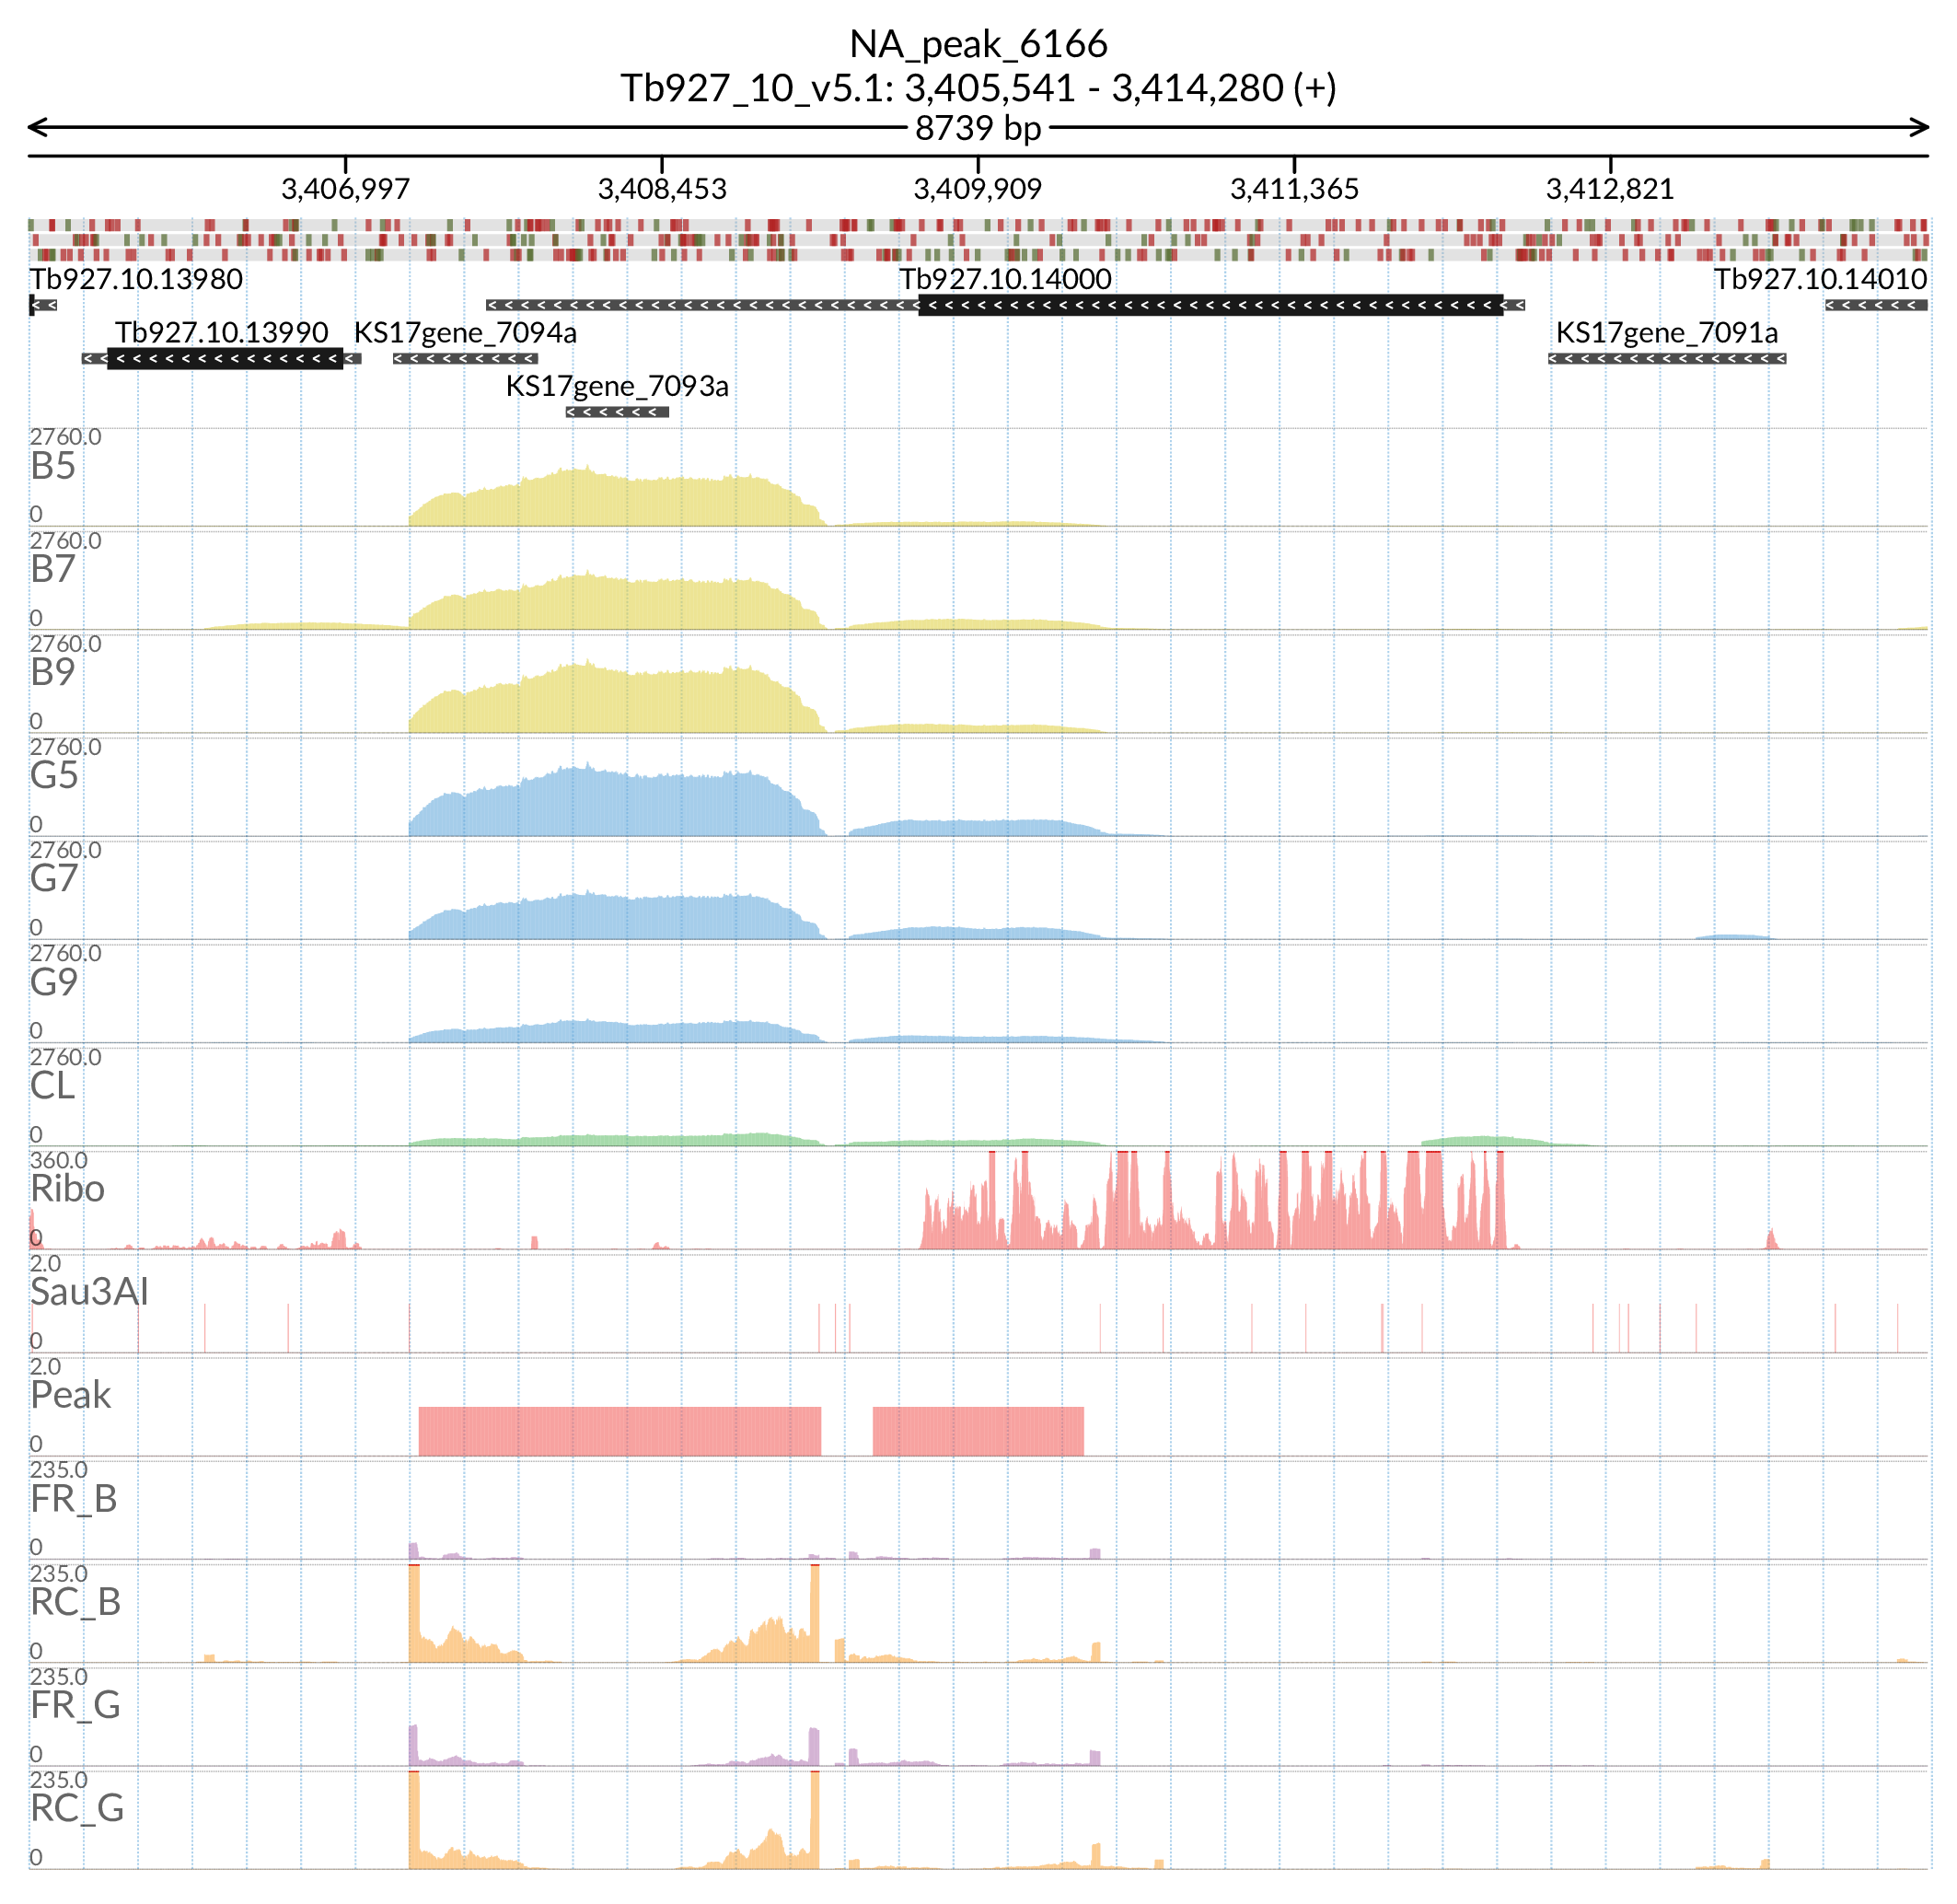 NA_peak_6166
Tb927_10_v5.1: 3,405,541 - 3,414,280 (+)
8739 bp
3,406,997 3,408,453 3,409,909 3,411,365 3,412,821
Tb927.10.13980 Tb927.10.14000 Tb927.10.14010
Tb927.10.13990 KS17gene_7094a KS17gene_7091a
KS17gene_7093a
2760.0
B5
0
2760.0
B7
0
2760.0
B9
0
2760.0
G5
0
2760.0
G7
0
2760.0
G9
0
2760.0
CL
0
360.0
Ribo
0
2.0
Sau3AI
0
2.0
Peak
0
235.0
FR_B
0
235.0
RC_B
0
235.0
FR_G
0
235.0
RC_G
0